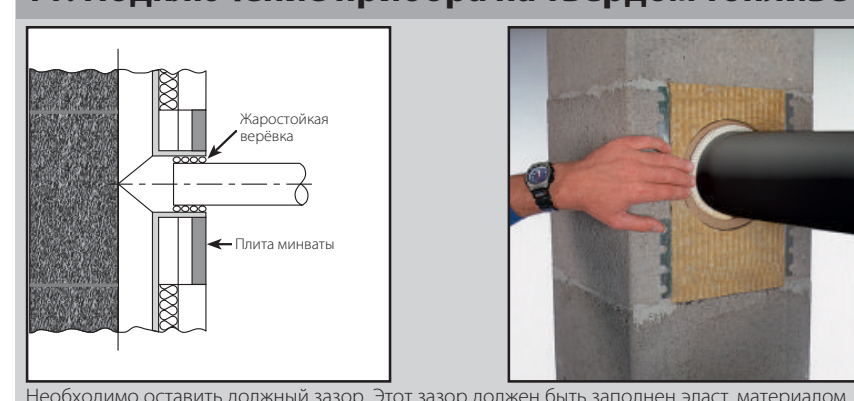 11. Подключение прибора на твердом топливе
Жаростойкая
верёвка
Плита минваты
Необходимо оставить должный зазор. Этот зазор должен быть заполнен эласт. материалом